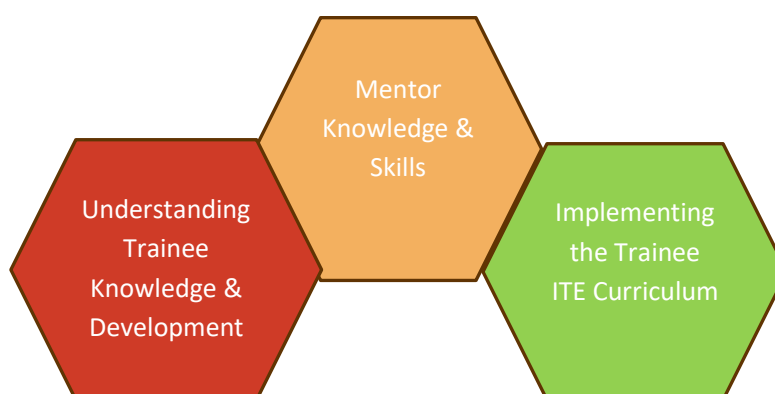 Mentor
Knowledge &
Skills
Understanding
Trainee
Knowledge &
Development
Implementing
the Trainee
ITE Curriculum